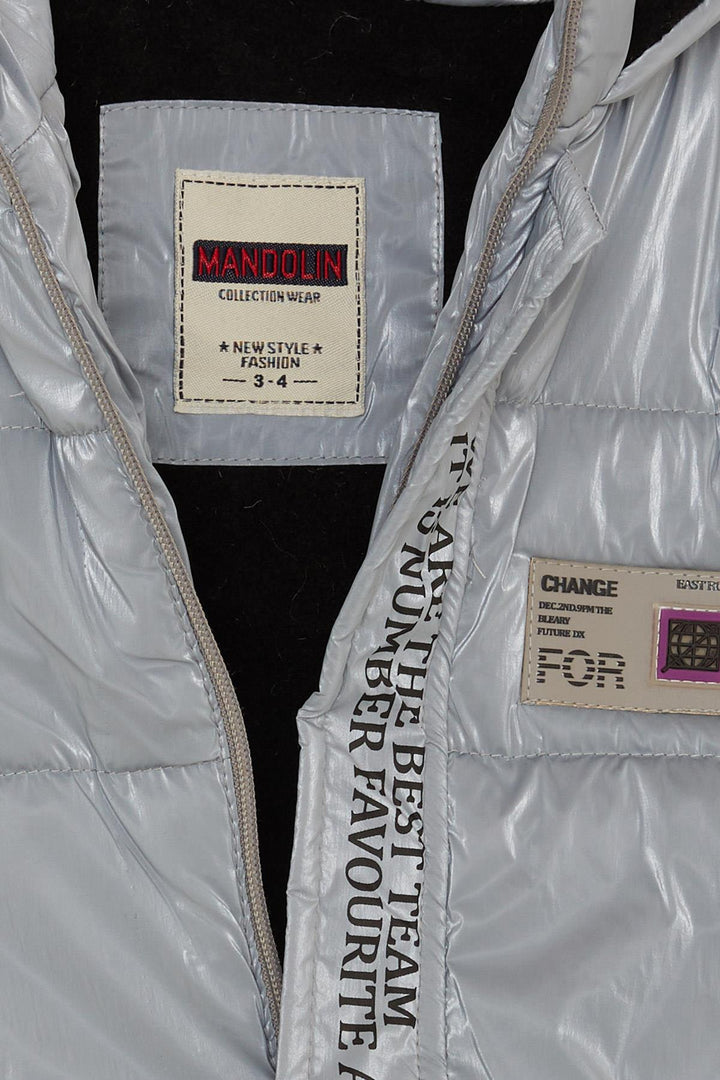 MANDOLIN
COLLECTION WEAR
★ NEW STYLE ★
FASHION
3 - 4
ARE THE BEST TEAM
NUMBER FAVOURITE
CHANGE
DEC.2ND.9PM THE
BLEARY
FUTURE DX
FOR